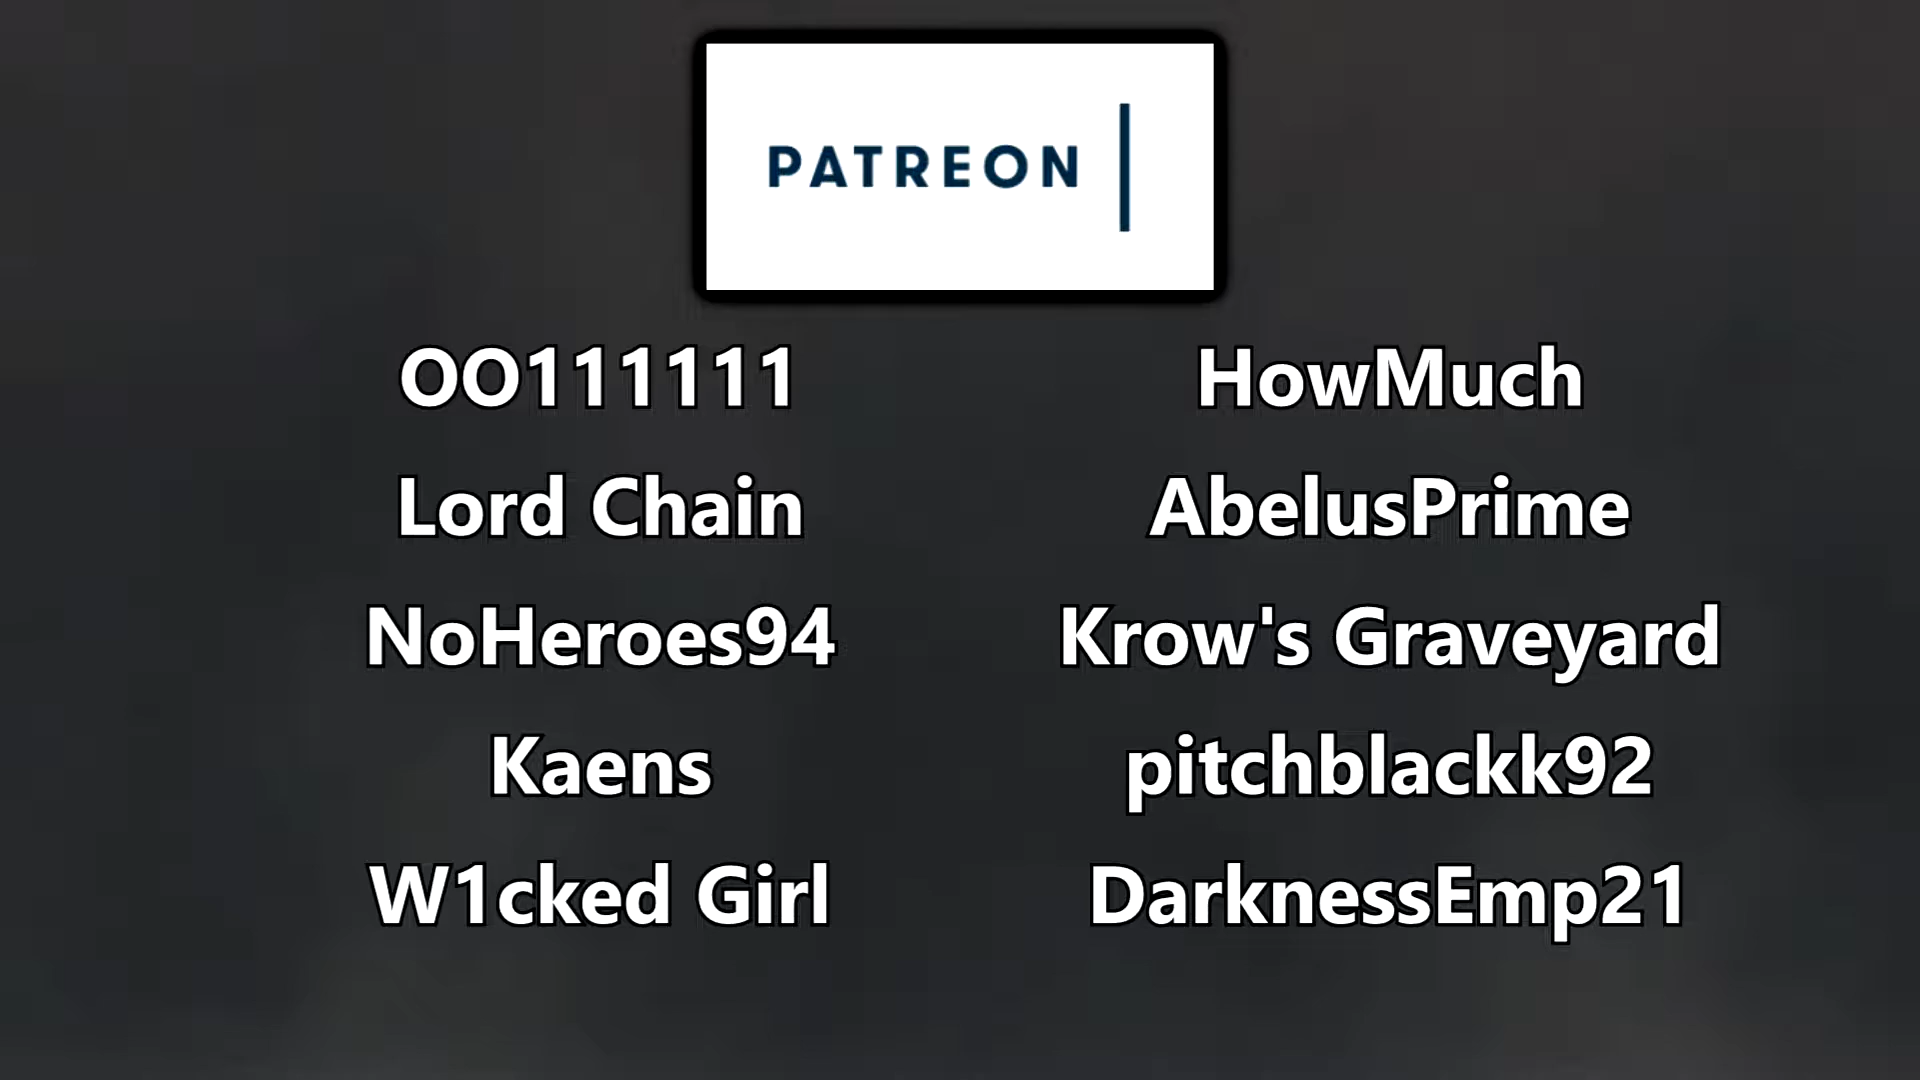 PATREON
OO111111
HowMuch
Lord Chain
AbelusPrime
NoHeroes94
Krow's Graveyard
Kaens
pitchblackk92
W1cked Girl
DarknessEmp21